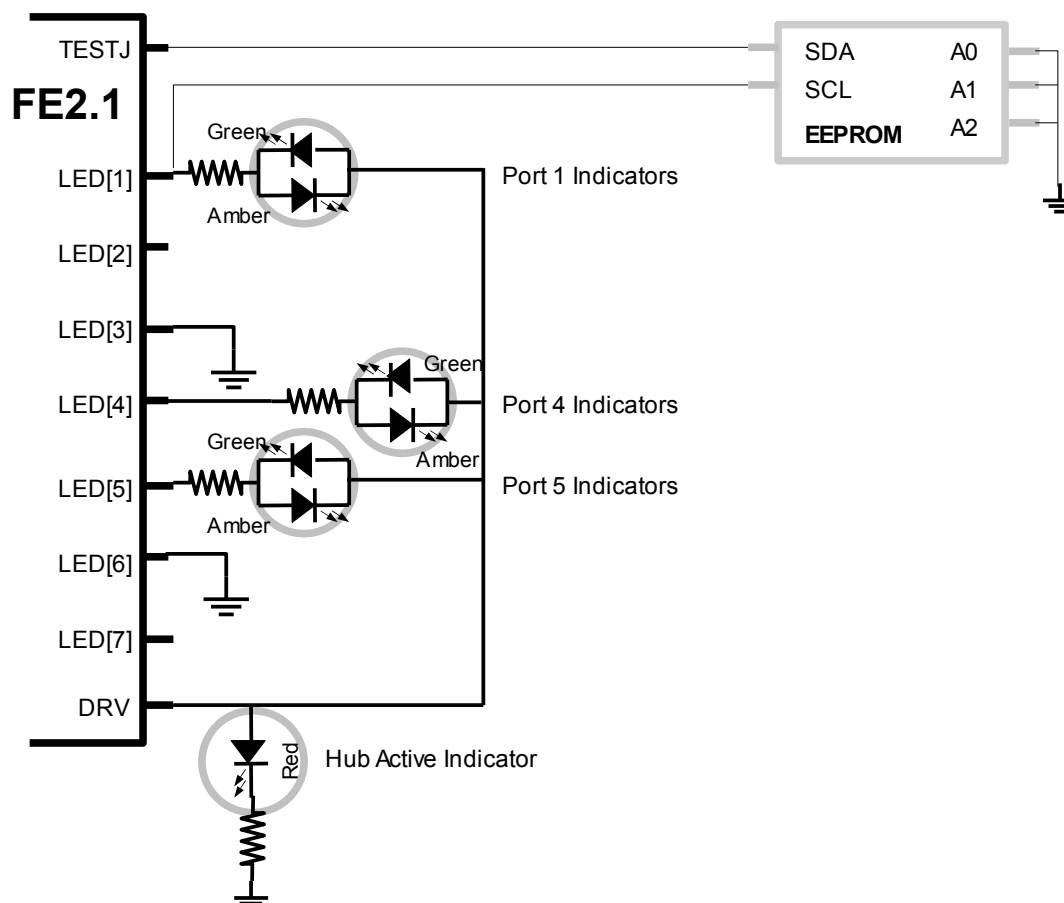 TESTJ
FE2.1
SDA A0
SCL A1
EEPROM A2
Green
LED[1]
Amber
Port 1 Indicators
LED[2]
LED[3]
Green
LED[4]
Amber
Port 4 Indicators
Green
LED[5]
Amber
Port 5 Indicators
LED[6]
LED[7]
DRV
Red
Hub Active Indicator